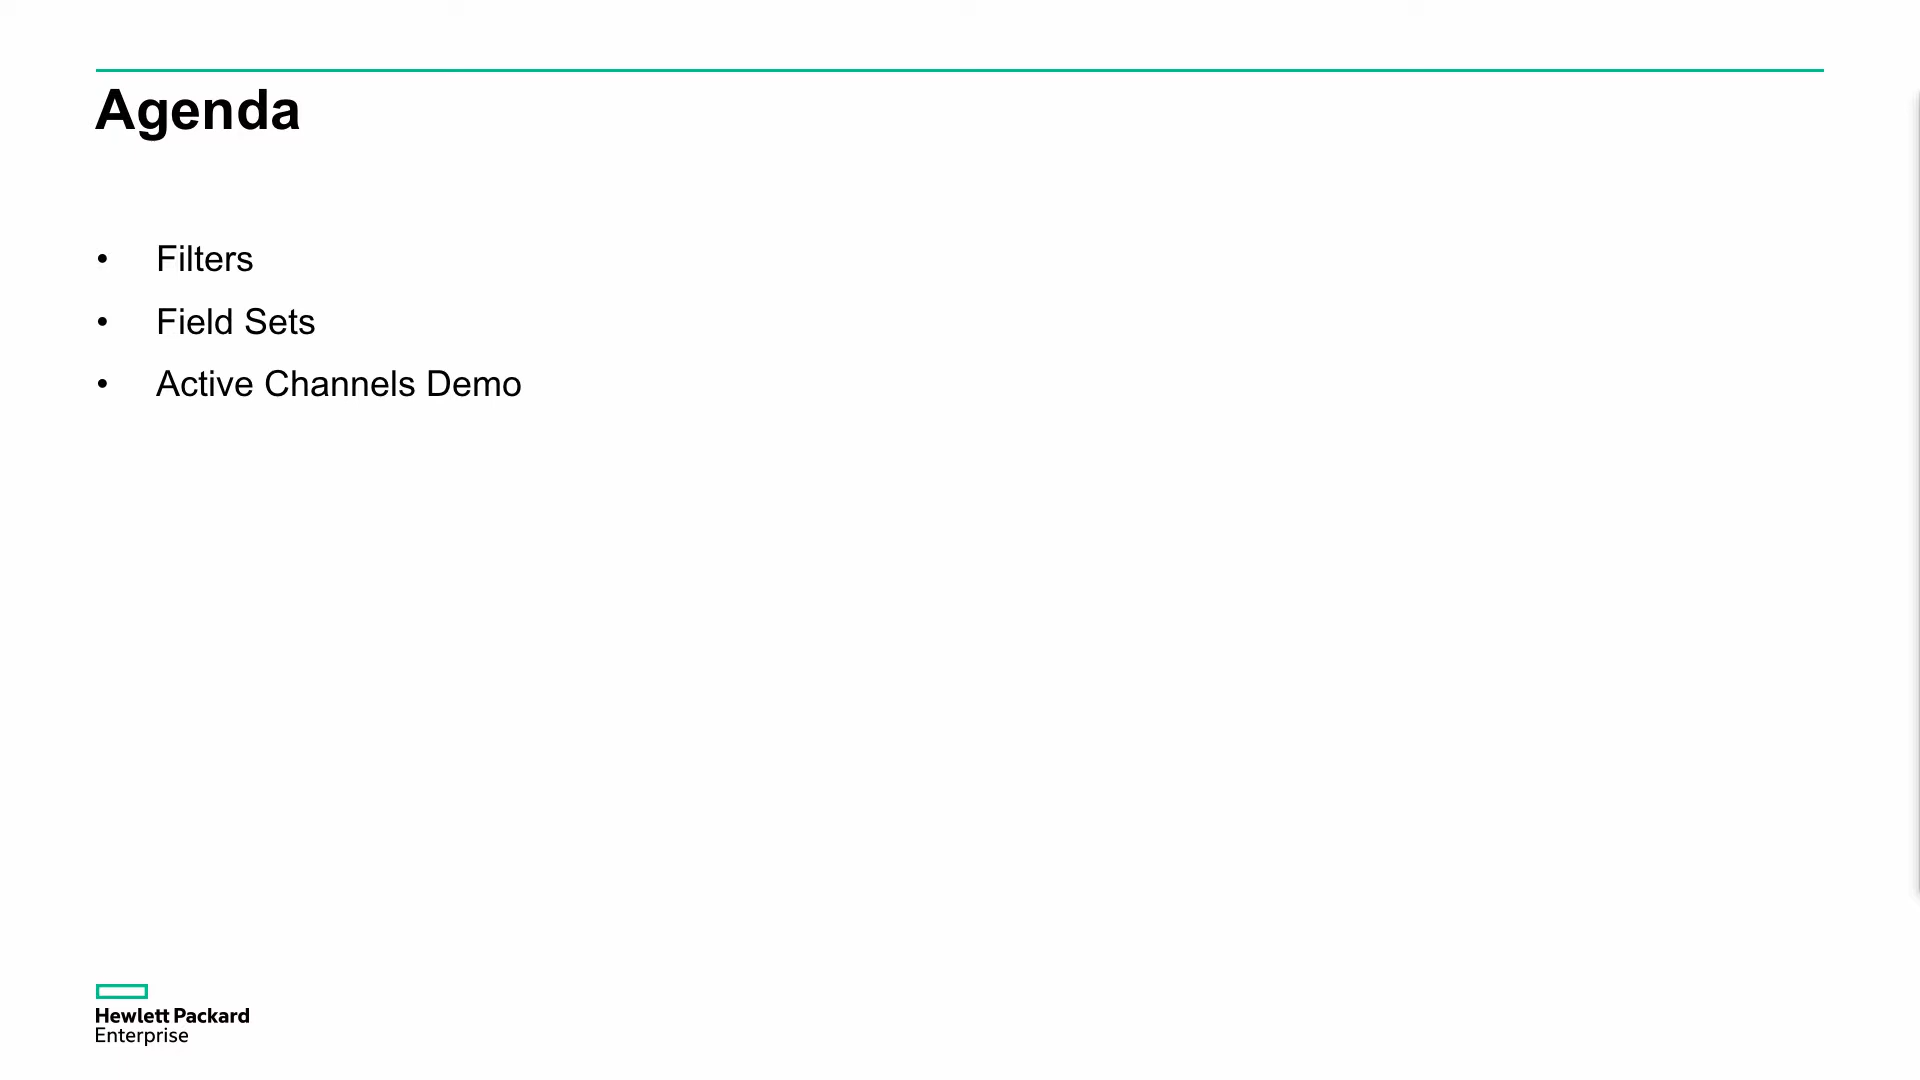 Agenda
• Filters
• Field Sets
• Active Channels Demo
Hewlett Packard
Enterprise